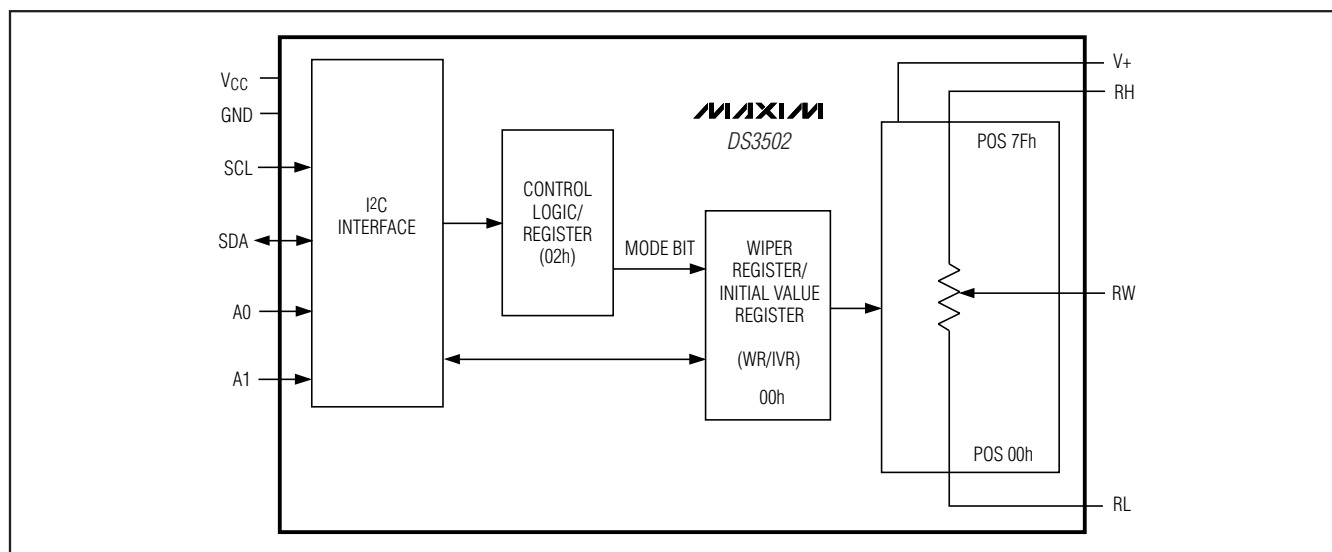 VCC
GND
SCL
SDA
A0
A1
I2C
INTERFACE
CONTROL
LOGIC/
REGISTER
(02h)
MODE BIT
MAXIM
DS3502
WIPER
REGISTER/
INITIAL VALUE
REGISTER
(WR/IVR)
00h
POS 7Fh
POS 00h
V+
RH
RW
RL